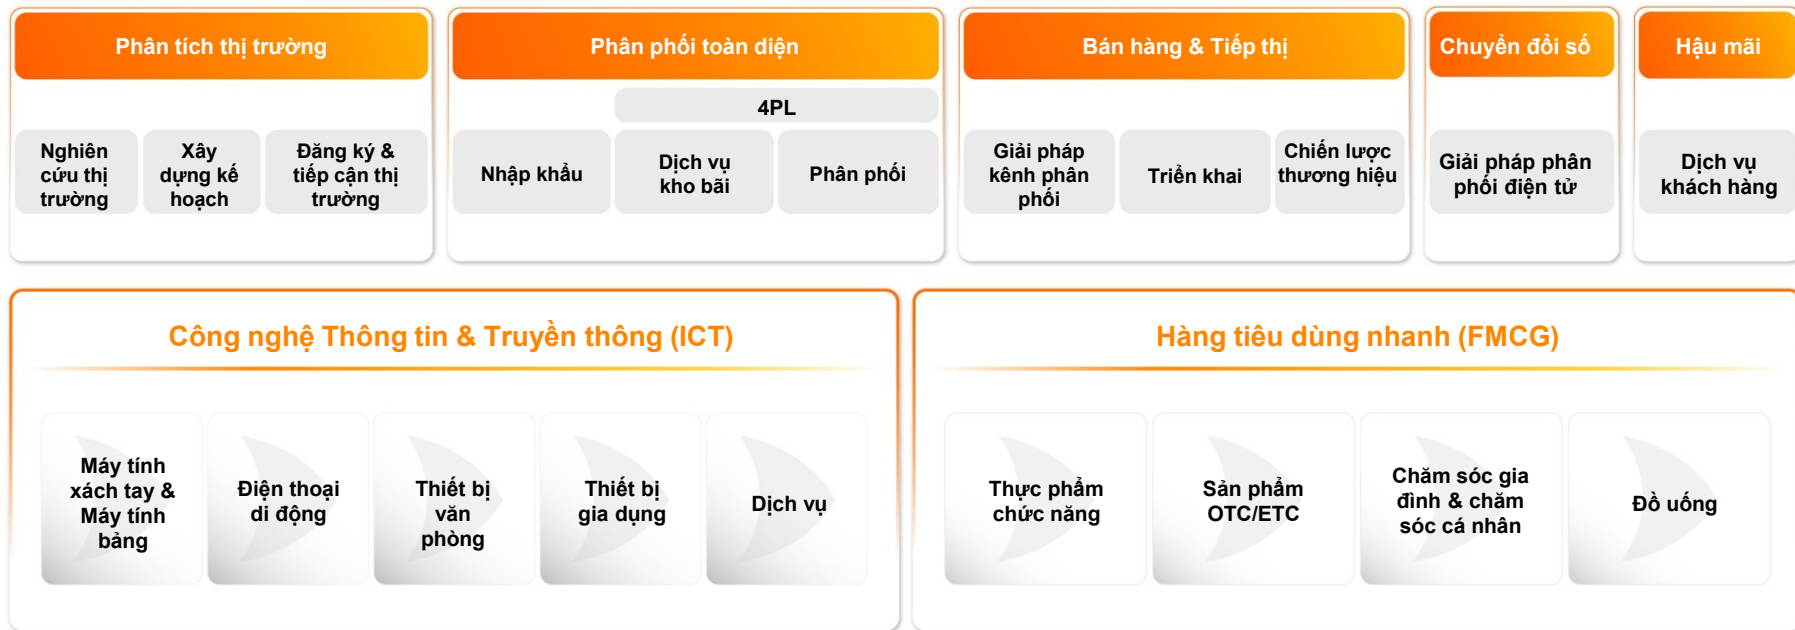 Phân tích thị trường
Nghiên
cứu thị
trường
Xây
dựng kế
hoạch
Đăng ký &
tiếp cận thị
trường
Phân phối toàn diện
4PL
Nhập khẩu
Dịch vụ
kho bãi
Phân phối
Bán hàng & Tiếp thị
Giải pháp
kênh phân
phối
Triển khai
Chiến lược
thương hiệu
Chuyển đổi số
Giải pháp phân
phối điện tử
Hậu mãi
Dịch vụ
khách hàng
Công nghệ Thông tin & Truyền thông (ICT)
Máy tính
xách tay &
Máy tính
bảng
Điện thoại
di động
Thiết bị
văn
phòng
Thiết bị
gia dụng
Dịch vụ
Hàng tiêu dùng nhanh (FMCG)
Thực phẩm
chức năng
Sản phẩm
OTC/ETC
Chăm sóc gia
đình & chăm
sóc cá nhân
Đồ uống